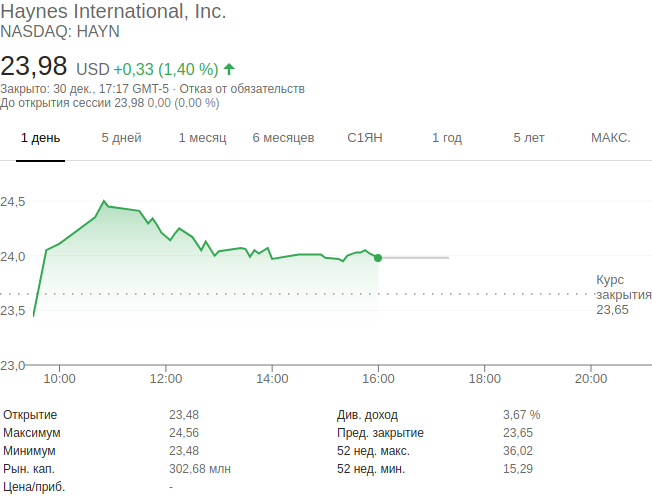 Haynes International, Inc.
NASDAQ: HAYN
23,98 USD +0,33 (1,40 %)
Закрыто: 30 дек., 17:17 GMT-5 · Отказ от обязательств
До открытия сессии 23,98 0,00 (0,00 %)
1 день 5 дней 1 месяц 6 месяцев С1ЯН 1 год 5 лет МАКС.
24,5
24,0
Курс
закрытия
23,65
23,5
23,0
10:00 12:00 14:00 16:00 18:00 20:00
Открытие 23,48 Див. доход 3,67 %
Максимум 24,56 Пред. закрытие 23,65
Минимум 23,48 52 нед. макс. 36,02
Рын. кап. 302,68 млн 52 нед. мин. 15,29
Цена/приб. -